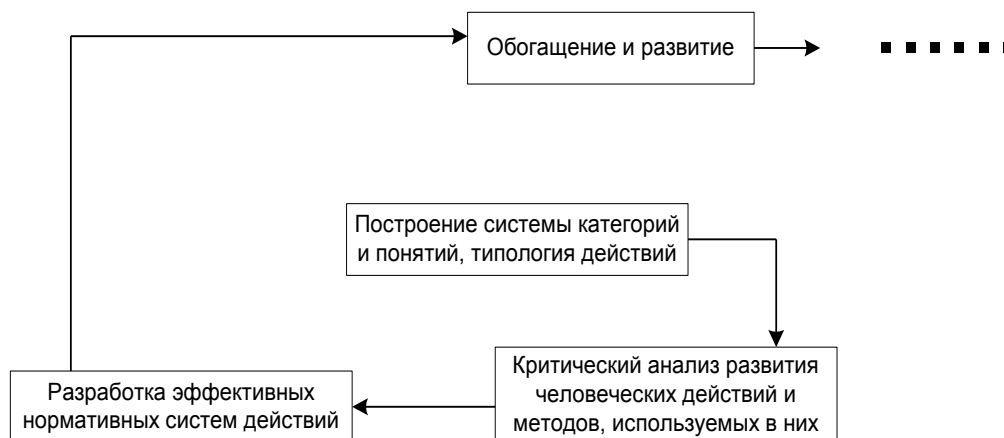 Обогащение и развитие
Построение системы категорий
и понятий, типология действий
Критический анализ развития
человеческих действий и
методов, используемых в них
Разработка эффективных
нормативных систем действий